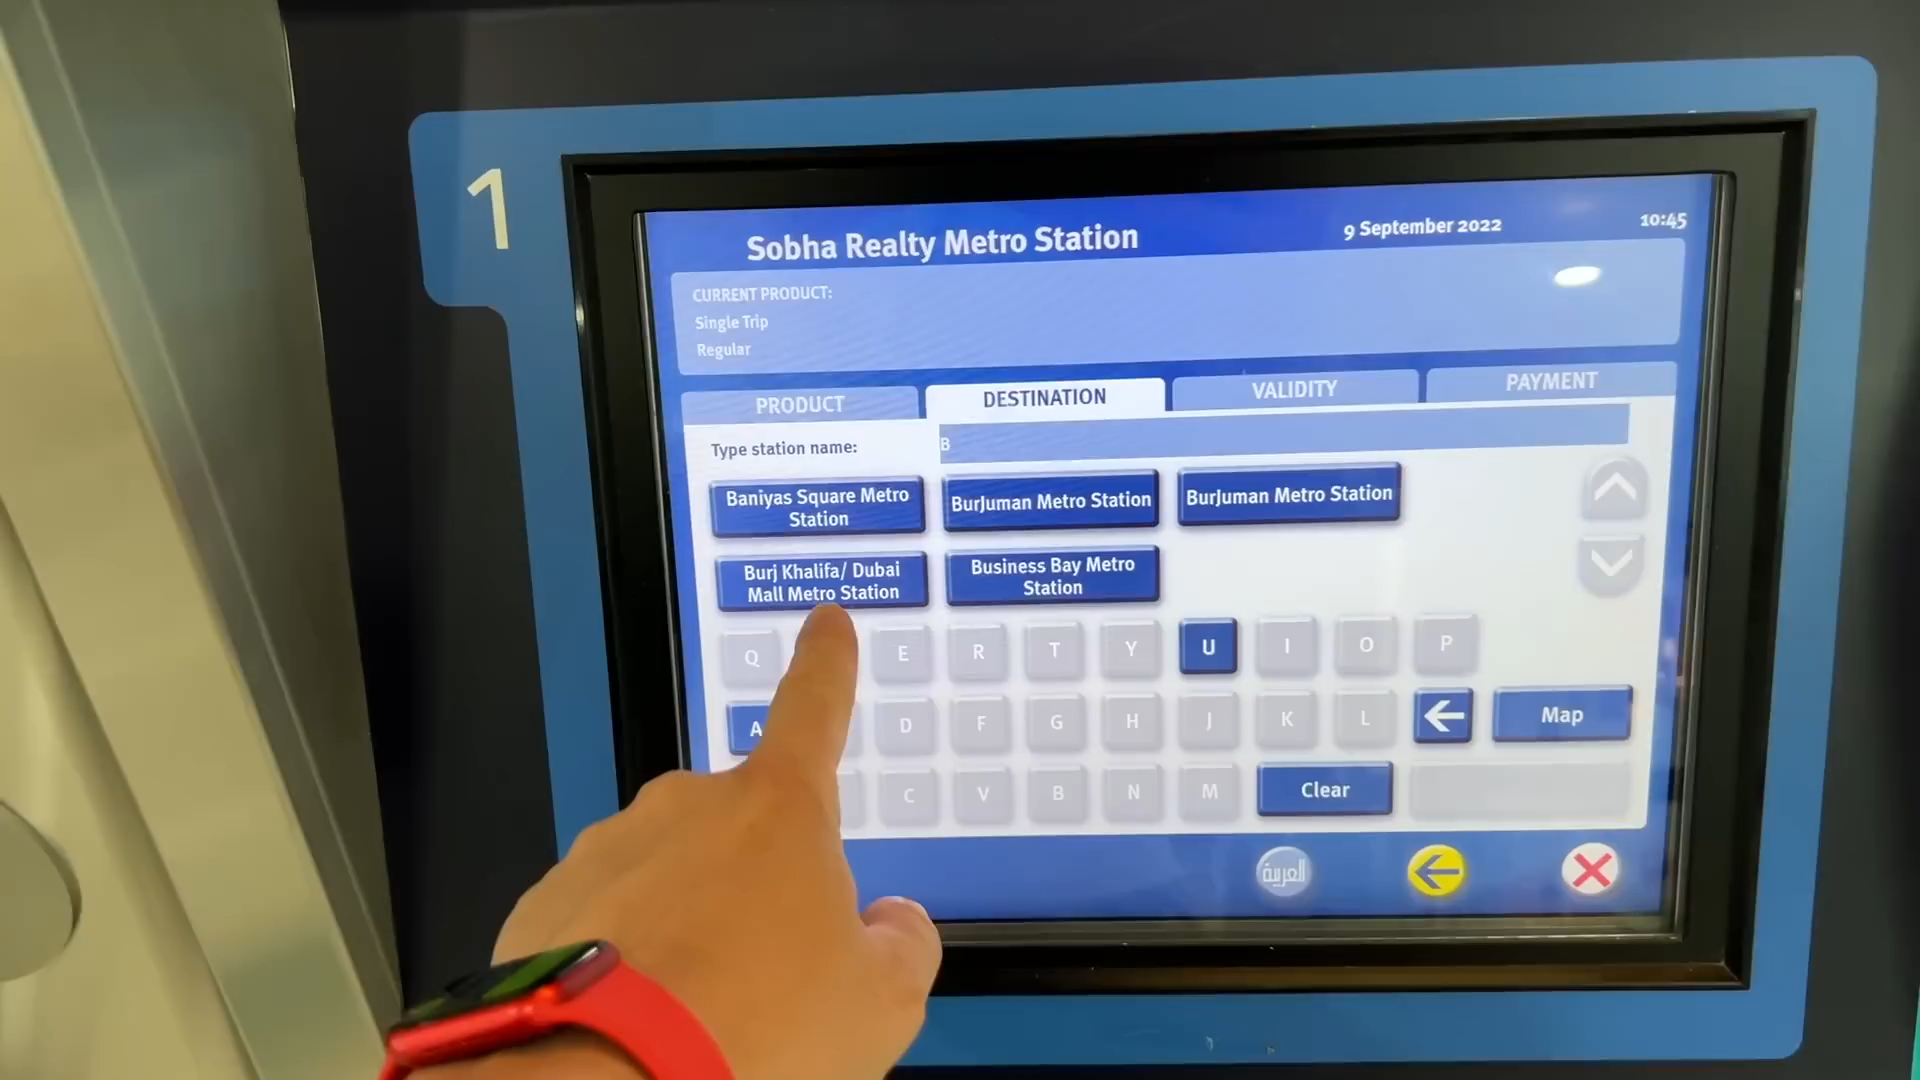 1
Sobha Realty Metro Station
9 September 2022
10:45
CURRENT PRODUCT:
Single Trip
Regular
PRODUCT
DESTINATION
VALIDITY
PAYMENT
Type station name:
B
Baniyas Square Metro
Station
BurJuman Metro Station
BurJuman Metro Station
Burj Khalifa/ Dubai
Mall Metro Station
Business Bay Metro
Station
Q E R T Y U I O P
A D F G H J K L
Map
C V B N M
Clear
العربية